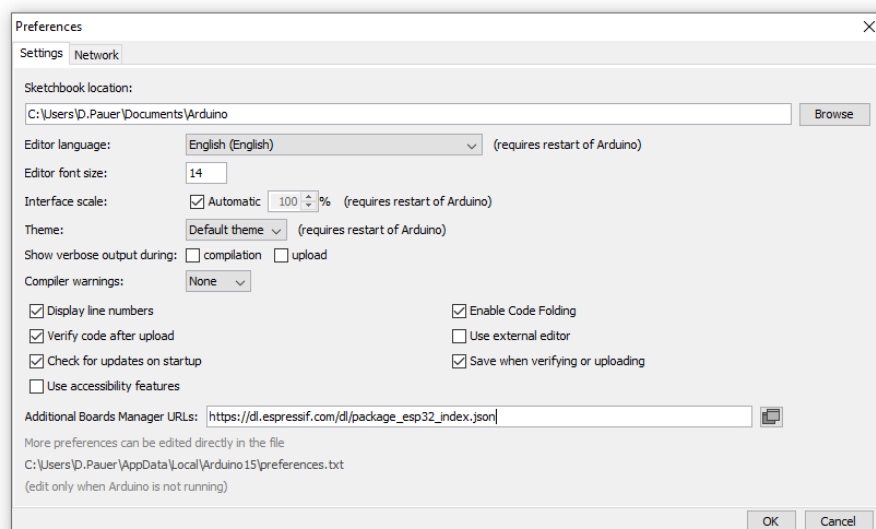 Preferences
Settings Network
Sketchbook location:
C:\Users\D.Pauer\Documents\Arduino Browse
Editor language: English (English) (requires restart of Arduino)
Editor font size: 14
Interface scale: Automatic 100 % (requires restart of Arduino)
Theme: Default theme (requires restart of Arduino)
Show verbose output during: compilation upload
Compiler warnings: None
Display line numbers Enable Code Folding
Verify code after upload Use external editor
Check for updates on startup Save when verifying or uploading
Use accessibility features
Additional Boards Manager URLs: https://dl.espressif.com/dl/package_esp32_index.json
More preferences can be edited directly in the file
C:\Users\D.Pauer\AppData\Local\Arduino15\preferences.txt
(edit only when Arduino is not running)
OK Cancel